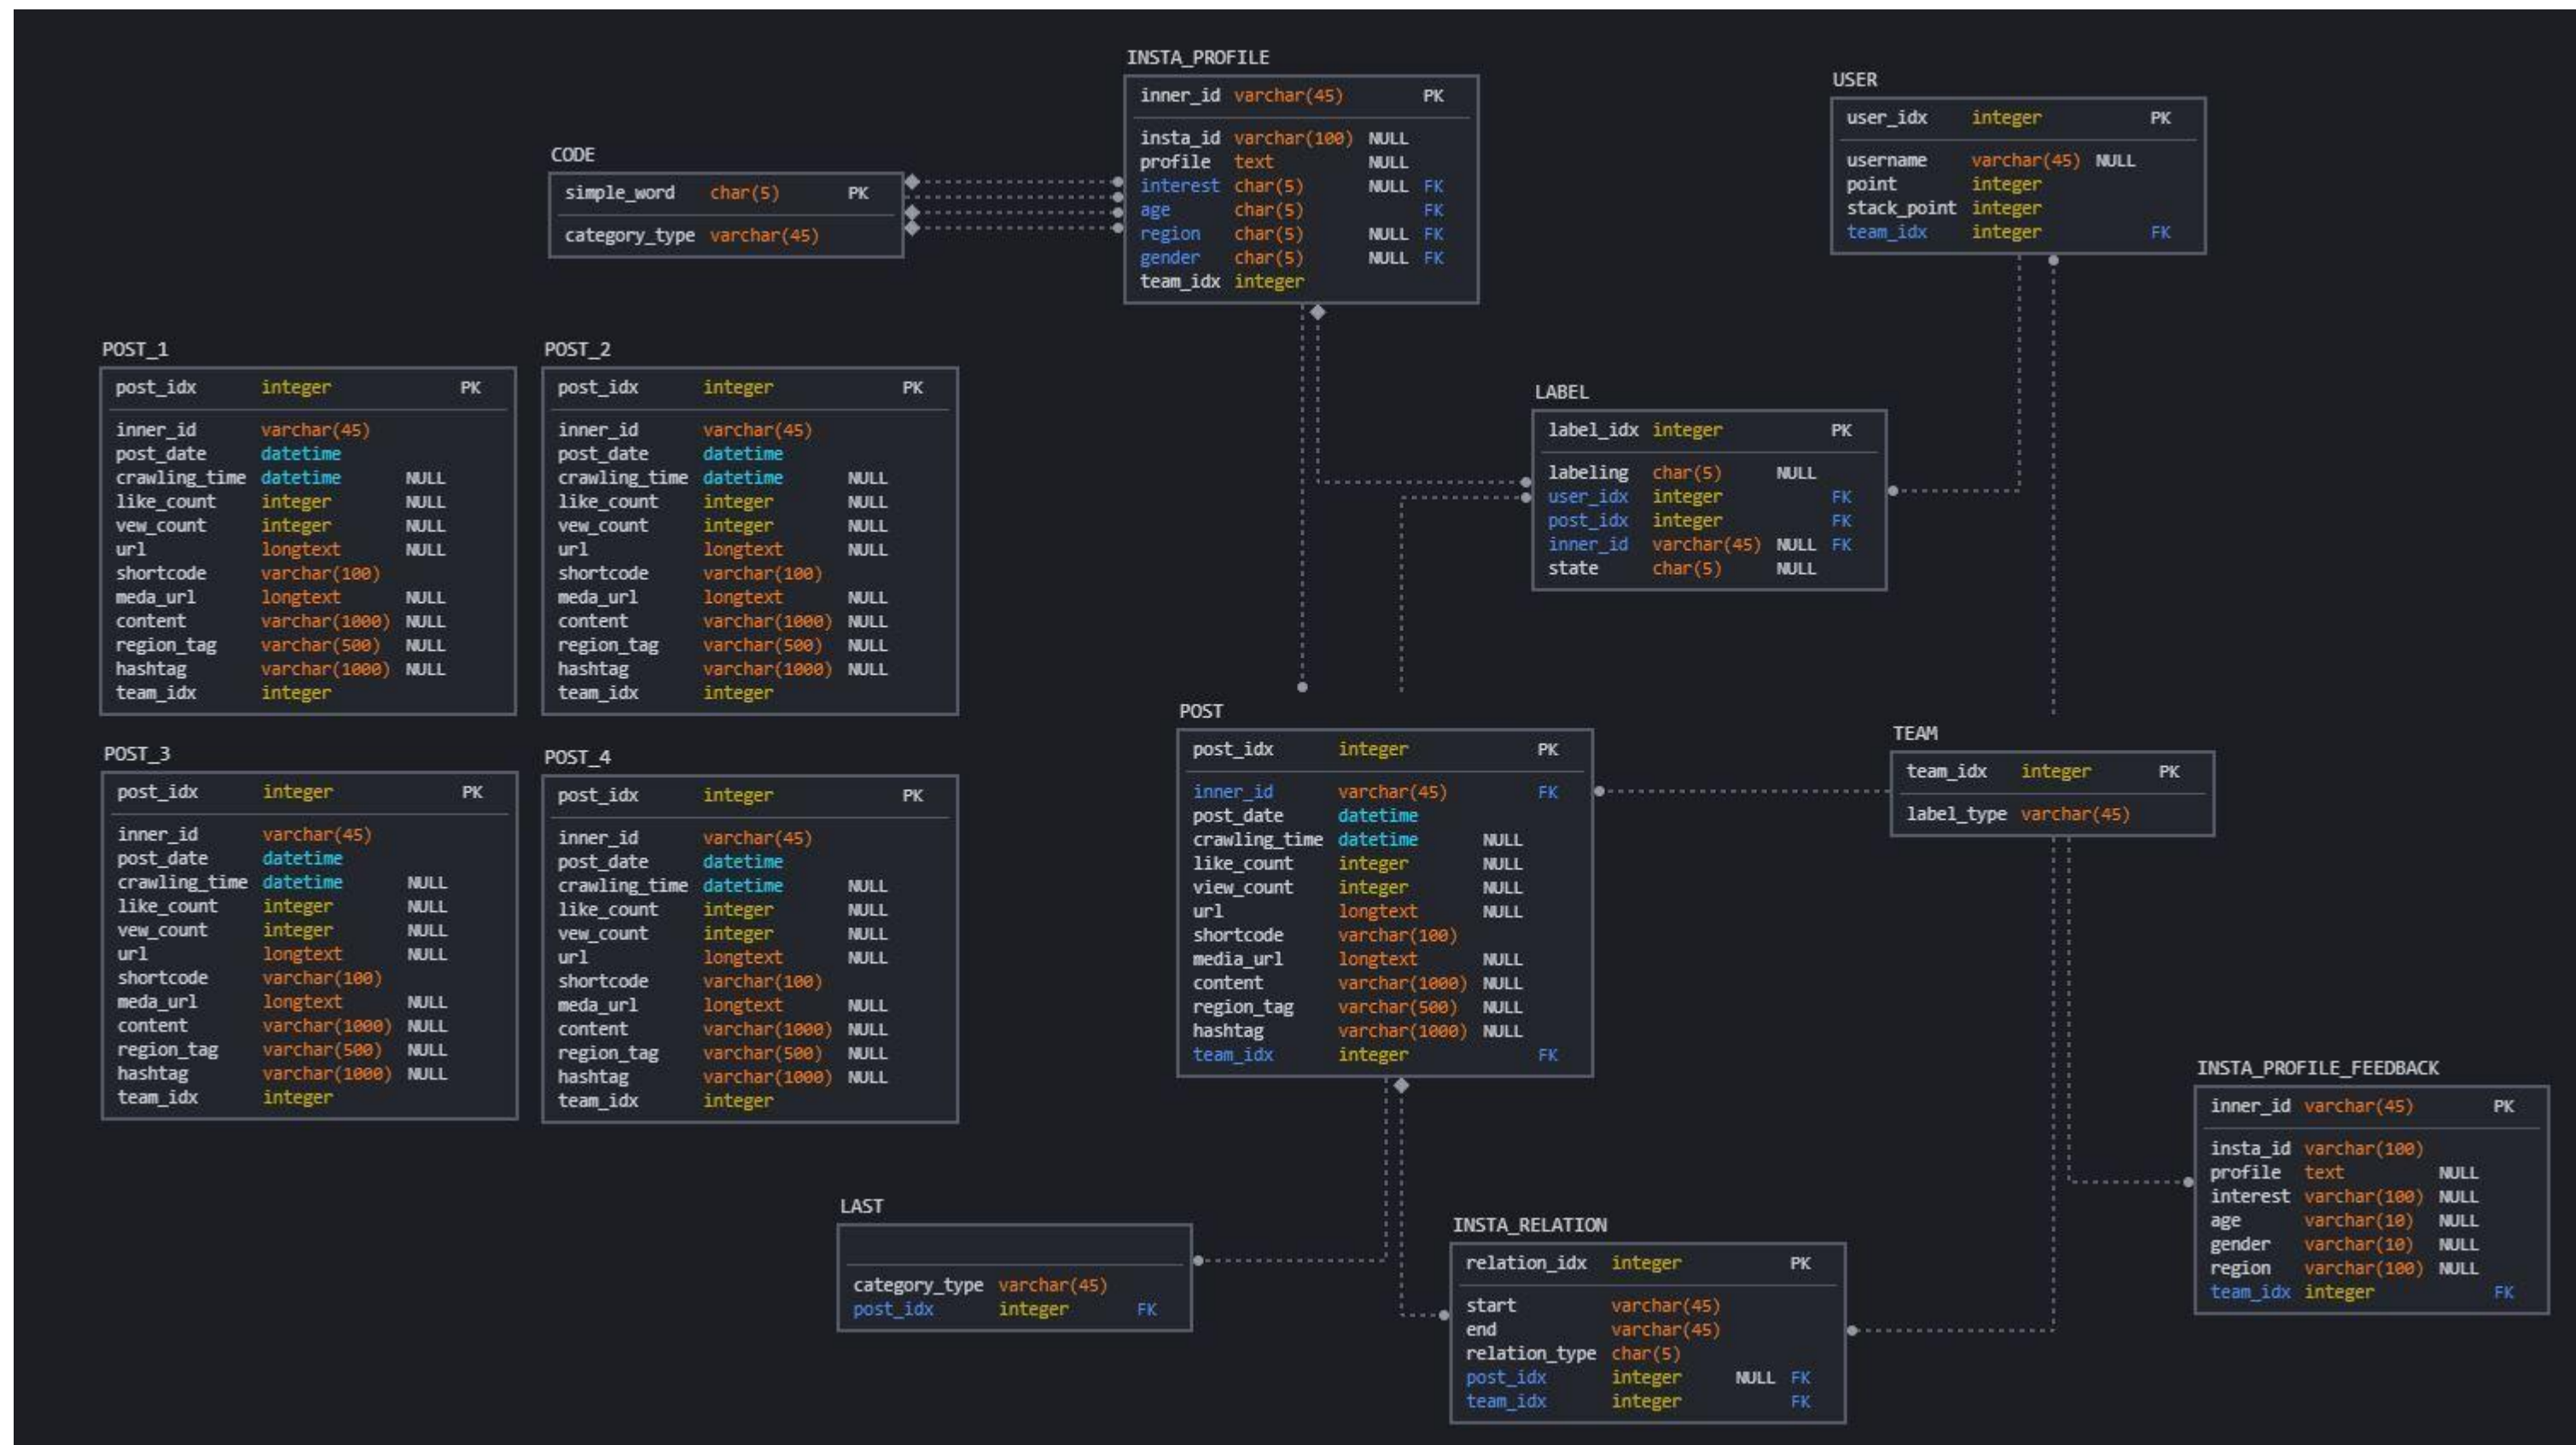 INSTA_PROFILE
inner_id varchar(45) PK
insta_id varchar(100) NULL
profile text NULL
interest char(5) NULL FK
age char(5) FK
region char(5) NULL FK
gender char(5) NULL FK
team_idx integer
USER
user_idx integer PK
username varchar(45) NULL
point integer
stack_point integer
team_idx integer FK
CODE
simple_word char(5) PK
category_type varchar(45)
POST_1
post_idx integer PK
inner_id varchar(45)
post_date datetime
crawling_time datetime NULL
like_count integer NULL
vew_count integer NULL
url longtext NULL
shortcode varchar(100)
meda_url longtext NULL
content varchar(1000) NULL
region_tag varchar(500) NULL
hashtag varchar(1000) NULL
team_idx integer
POST_2
post_idx integer PK
inner_id varchar(45)
post_date datetime
crawling_time datetime NULL
like_count integer NULL
vew_count integer NULL
url longtext NULL
shortcode varchar(100)
meda_url longtext NULL
content varchar(1000) NULL
region_tag varchar(500) NULL
hashtag varchar(1000) NULL
team_idx integer
LABEL
label_idx integer PK
labeling char(5) NULL
user_idx integer FK
post_idx integer FK
inner_id varchar(45) NULL FK
state char(5) NULL
POST_3
post_idx integer PK
inner_id varchar(45)
post_date datetime
crawling_time datetime NULL
like_count integer NULL
vew_count integer NULL
url longtext NULL
shortcode varchar(100)
meda_url longtext NULL
content varchar(1000) NULL
region_tag varchar(500) NULL
hashtag varchar(1000) NULL
team_idx integer
POST_4
post_idx integer PK
inner_id varchar(45)
post_date datetime
crawling_time datetime NULL
like_count integer NULL
vew_count integer NULL
url longtext NULL
shortcode varchar(100)
meda_url longtext NULL
content varchar(1000) NULL
region_tag varchar(500) NULL
hashtag varchar(1000) NULL
team_idx integer
POST
post_idx integer PK
inner_id varchar(45) FK
post_date datetime
crawling_time datetime NULL
like_count integer NULL
view_count integer NULL
url longtext NULL
shortcode varchar(100)
media_url longtext NULL
content varchar(1000) NULL
region_tag varchar(500) NULL
hashtag varchar(1000) NULL
team_idx integer FK
TEAM
team_idx integer PK
label_type varchar(45)
INSTA_PROFILE_FEEDBACK
inner_id varchar(45) PK
insta_id varchar(100)
profile text NULL
interest varchar(100) NULL
age varchar(10) NULL
gender varchar(10) NULL
region varchar(100) NULL
team_idx integer FK
LAST
category_type varchar(45)
post_idx integer FK
INSTA_RELATION
relation_idx integer PK
start varchar(45)
end varchar(45)
relation_type char(5)
post_idx integer NULL FK
team_idx integer FK